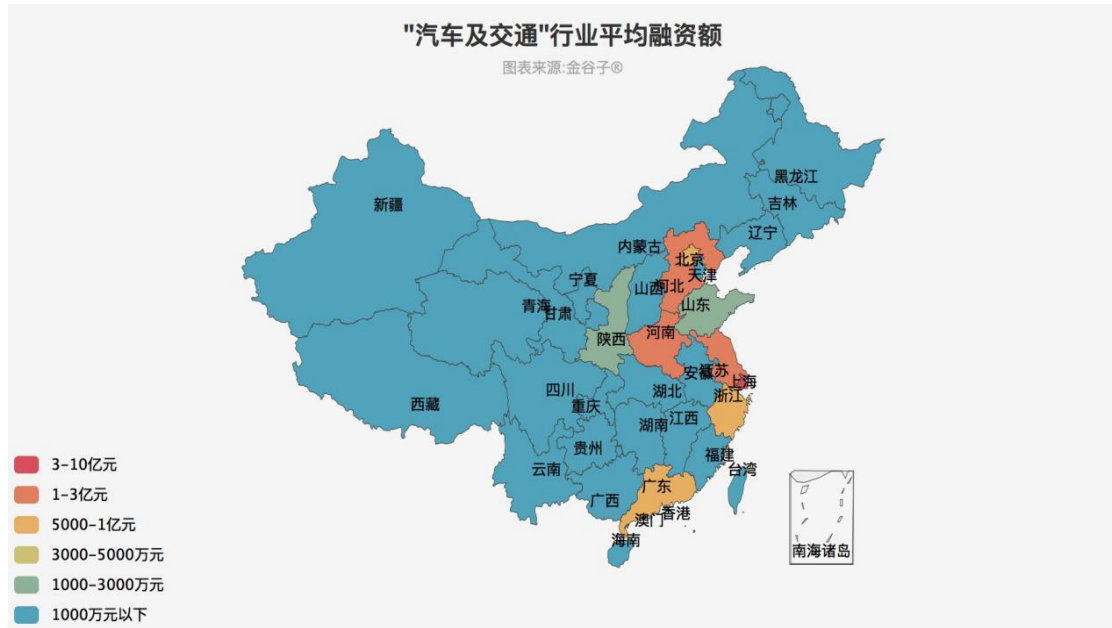 "汽车及交通"行业平均融资额
图表来源:金谷子®
黑龙江
吉林
新疆
辽宁
内蒙古
北京
天津
宁夏
山西
河北
青海
甘肃
山东
陕西
河南
安徽
江苏
上海
四川
湖北
浙江
西藏
重庆
湖南
江西
贵州
福建
云南
台湾
广西
广东
澳门
香港
海南
南海诸岛
3-10亿元
1-3亿元
5000-1亿元
3000-5000万元
1000-3000万元
1000万元以下